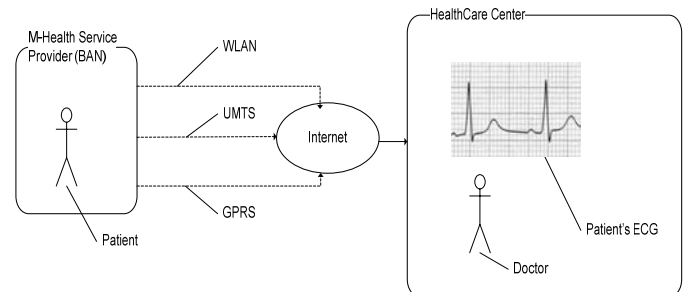 M-Health Service
Provider (BAN)
HealthCare Center
WLAN
UMTS
Internet
GPRS
Patient
Patient's ECG
Doctor